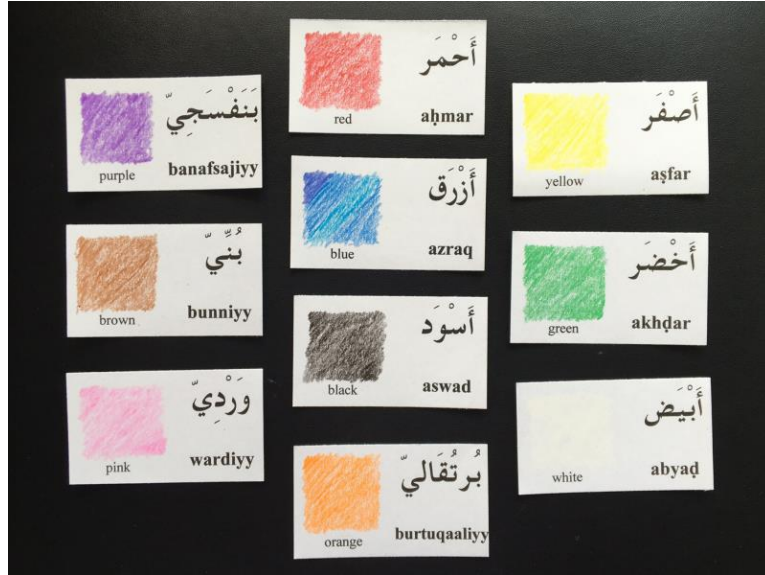 بَنَفْسَجِيّ
purple
banafsajiyy
بُنِّيّ
brown
bunniyy
وَرْدِيّ
pink
wardiyy
أَحْمَر
red
aḥmar
أَزْرَق
blue
azraq
أَسْوَد
black
aswad
بُرتُقَاليّ
orange
burtuqaaliyy
أَصْفَر
yellow
aṣfar
أَخْضَر
green
akhḍar
أَبْيَض
white
abyaḍ